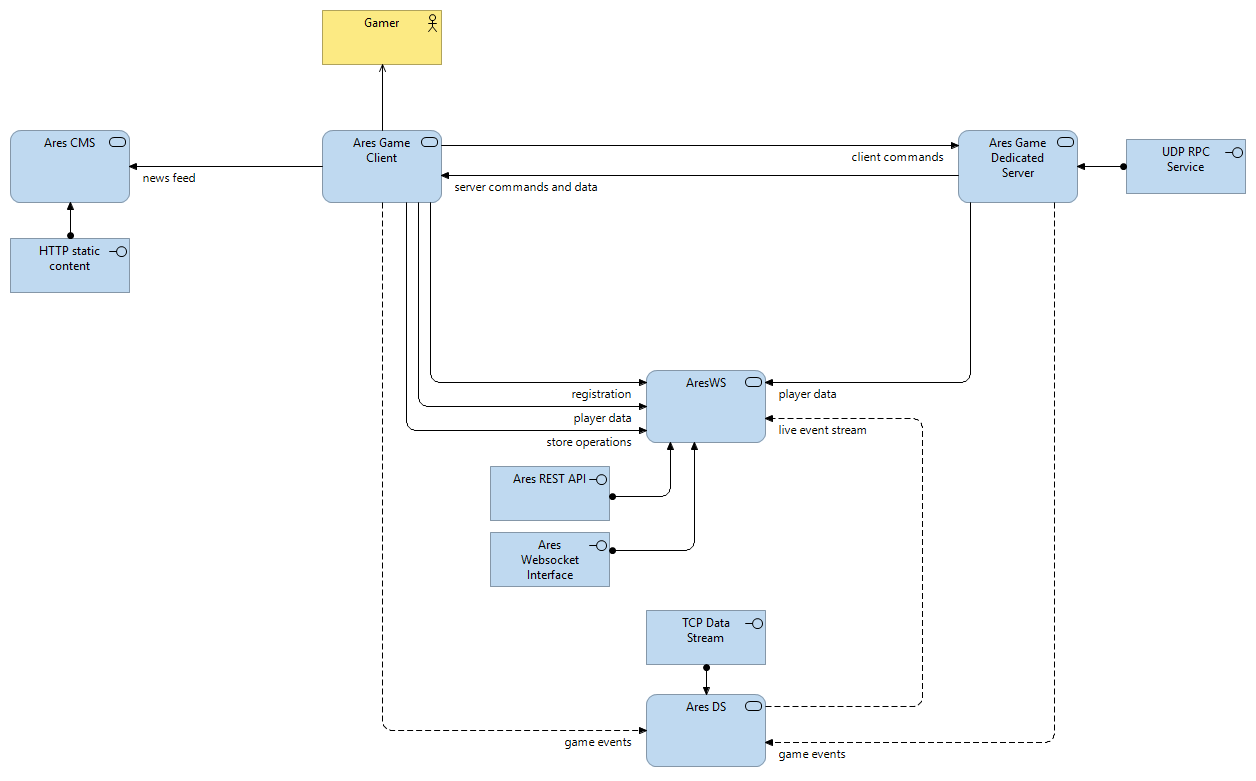 Gamer
Ares CMS
Ares Game
Client
Ares Game
Dedicated
Server
UDP RPC
Service
client commands
news feed
server commands and data
HTTP static
content
AresWS
registration
player data
player data
store operations
live event stream
Ares REST API
Ares
Websocket
Interface
TCP Data
Stream
Ares DS
game events
game events